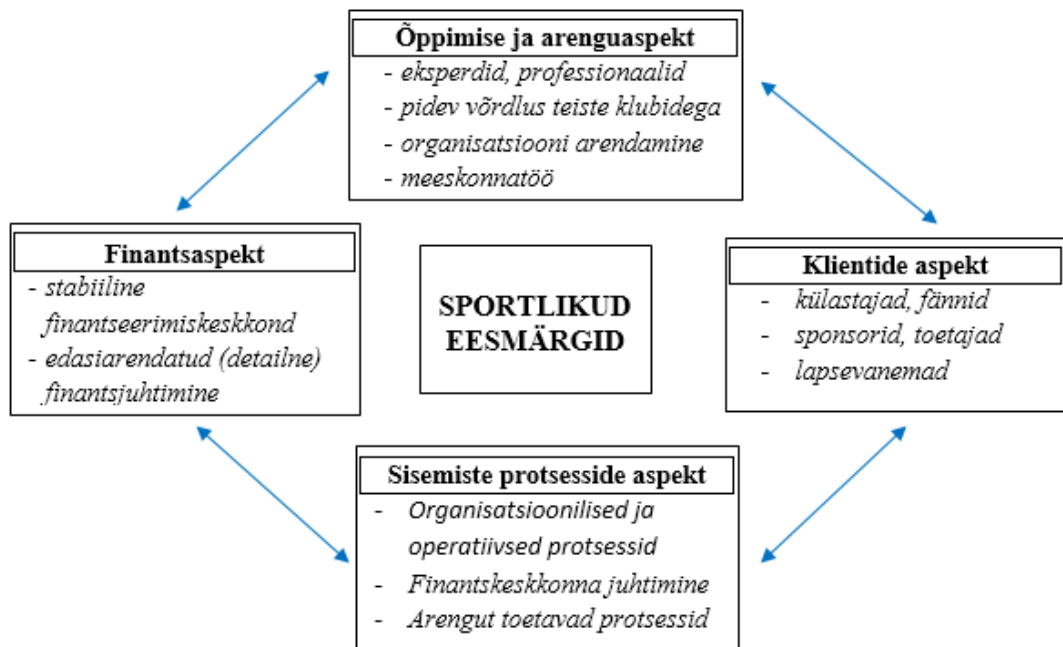 Õppimise ja arenguaspekt
- eksperdid, professionaalid
- pidev võrdlus teiste klubidega
- organisatsiooni arendamine
- meeskonnatöö
Finantsaspekt
- stabiiline
finantseerimiskeskkond
- edasiarendatud (detailne)
finantsjuhtimine
SPORTLIKUD
EESMÄRGID
Klientide aspekt
- külastajad, fännid
- sponsorid, toetajad
- lapsevanemad
Sisemiste protsesside aspekt
- Organisatsioonilised ja
operatiivsed protsessid
- Finantskeskkonna juhtimine
- Arengut toetavad protsessid